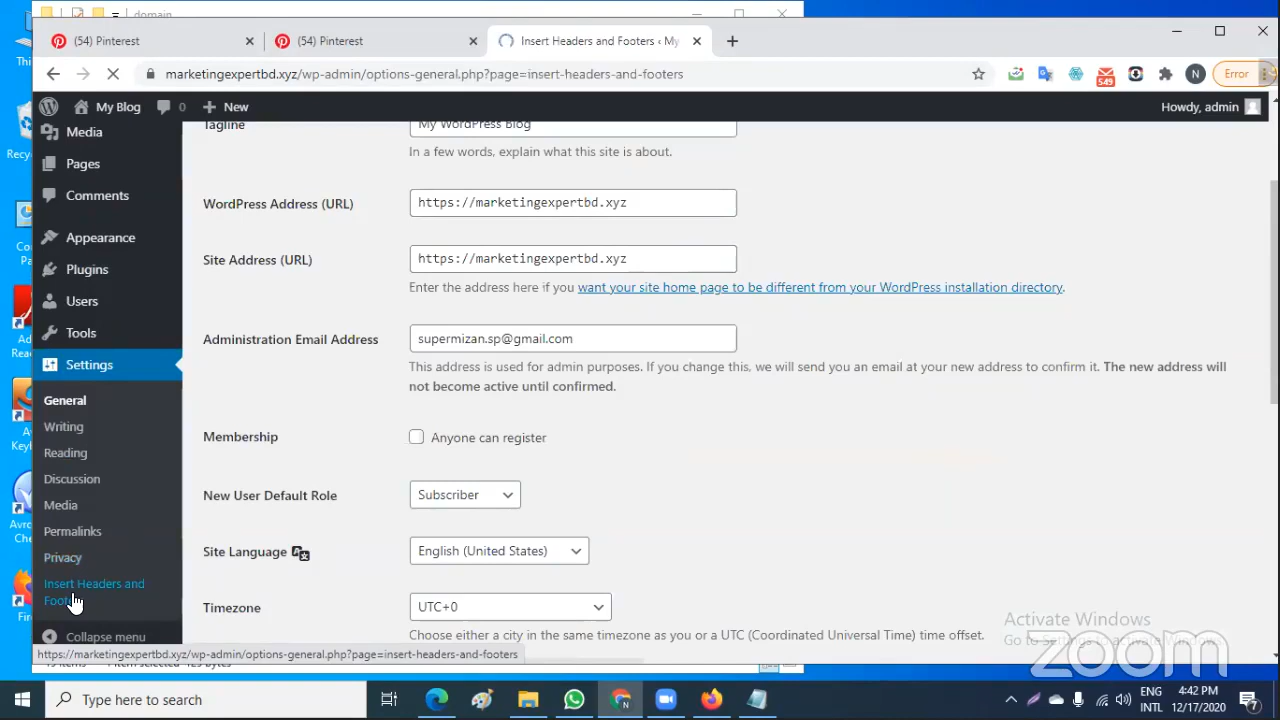 domain
(54) Pinterest
(54) Pinterest
Insert Headers and Footers ‹ My
marketingexpertbd.xyz/wp-admin/options-general.php?page=insert-headers-and-footers
549
N
Error
My Blog
0
New
Howdy, admin
Media
Pages
Comments
Appearance
Plugins
Users
Tools
Settings
General
Writing
Reading
Discussion
Media
Permalinks
Privacy
Insert Headers and
Collapse menu
Tagline
My WordPress Blog
In a few words, explain what this site is about.
WordPress Address (URL)
https://marketingexpertbd.xyz
Site Address (URL)
https://marketingexpertbd.xyz
Enter the address here if you want your site home page to be different from your WordPress installation directory.
Administration Email Address
supermizan.sp@gmail.com
This address is used for admin purposes. If you change this, we will send you an email at your new address to confirm it. The new address will
not become active until confirmed.
Membership
Anyone can register
New User Default Role
Subscriber
Site Language
English (United States)
Timezone
UTC+0
Choose either a city in the same timezone as you or a UTC (Coordinated Universal Time) time offset.
Activate Windows
Go to Settings to activate Windows.
zoom
https://marketingexpertbd.xyz/wp-admin/options-general.php?page=insert-headers-and-footers
Type here to search
ENG
INTL
4:42 PM
12/17/2020
7